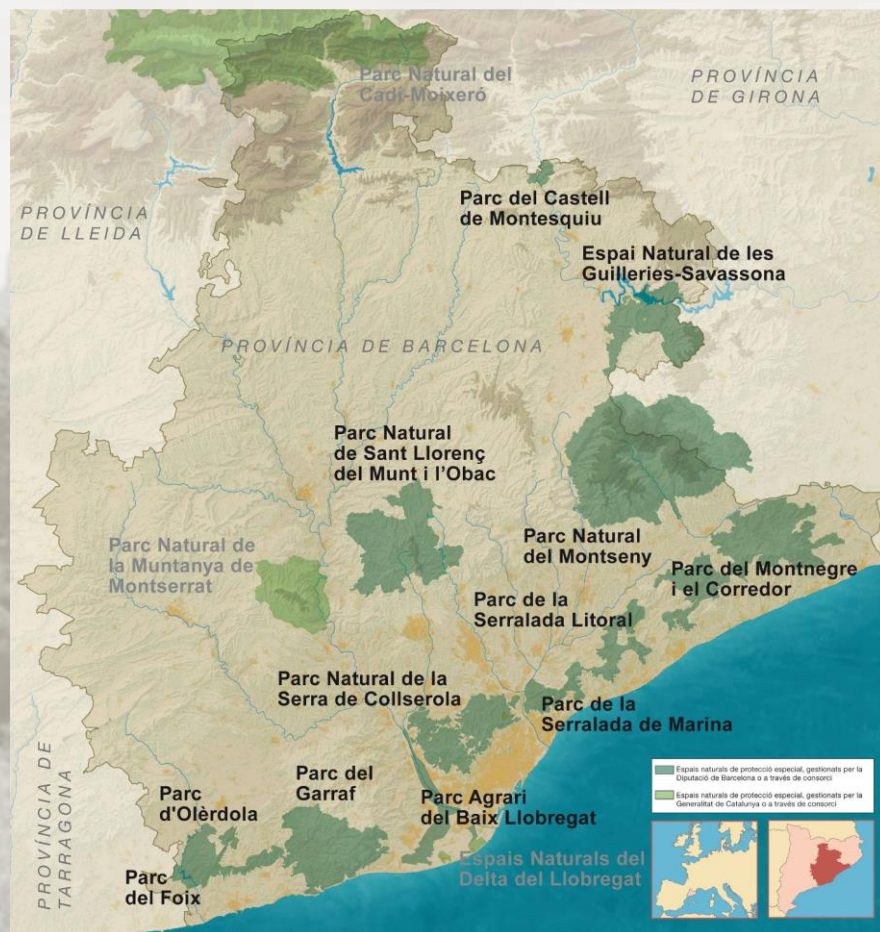 Parc Natural del
Cadí-Moixeró
PROVÍNCIA
DE GIRONA
PROVÍNCIA
DE LLEIDA
Parc del Castell
de Montesquiu
Espai Natural de les
Guilleries-Savassona
PROVÍNCIA DE BARCELONA
Parc Natural
de Sant Llorenç
del Munt i l'Obac
Parc Natural de
la Muntanya de
Montserrat
Parc Natural
del Montseny
Parc del Montnegre
i el Corredor
Parc de la
Serralada Litoral
Parc Natural de la
Serra de Collserola
Parc de la
Serralada de Marina
PROVÍNCIA DE
TARRAGONA
Parc
d'Olèrdola
Parc del
Garraf
Parc Agrari
del Baix Llobregat
Espais Naturals del
Delta del Llobregat
Parc
del Foix
Espais naturals de protecció especial, gestionats per la
Diputació de Barcelona o a través de consorci
Espais naturals de protecció especial, gestionats per la
Generalitat de Catalunya o a través de consorci